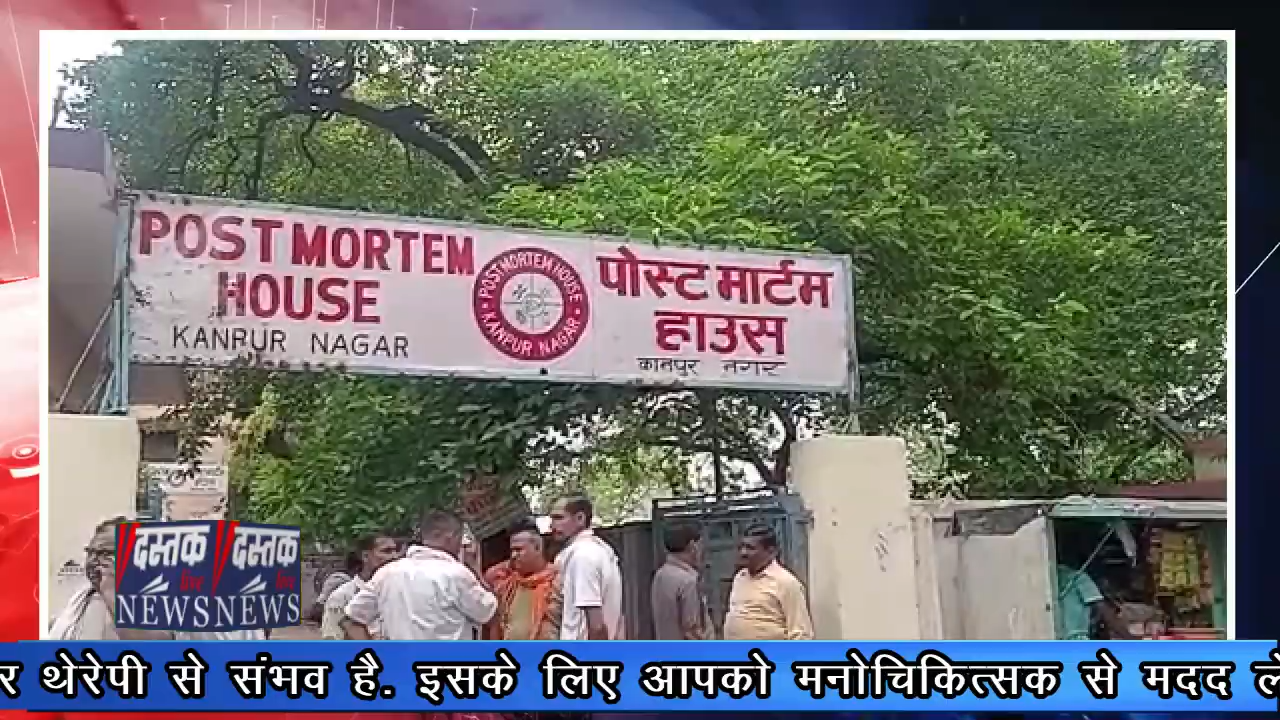 POST MORTEM
HOUSE
KANPUR NAGAR
POST MORTEM HOUSE
KANPUR NAGAR
पोस्ट मार्टम
हाउस
कानपुर नगर
दस्तक दस्तक
NEWS NEWS
र थेरेपी से संभव है. इसके लिए आपको मनोचिकित्सक से मदद ले